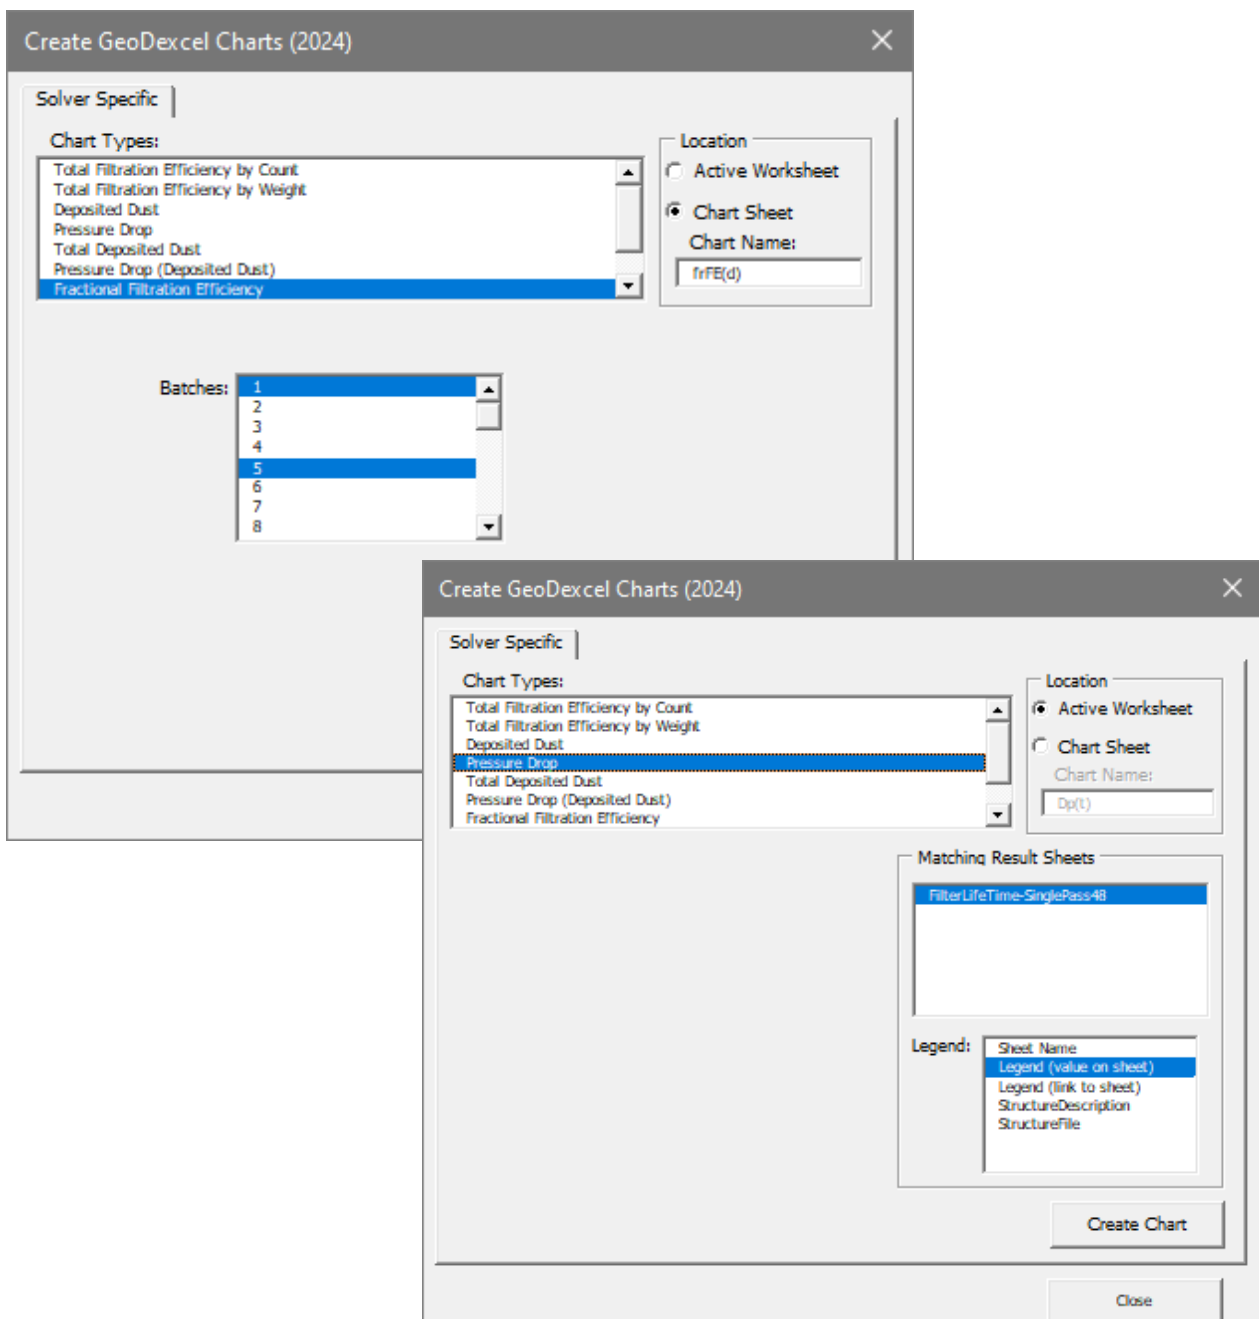 Create GeoDexcel Charts (2024)
Solver Specific
Chart Types:
Total Filtration Efficiency by Count
Total Filtration Efficiency by Weight
Deposited Dust
Pressure Drop
Total Deposited Dust
Pressure Drop (Deposited Dust)
Fractional Filtration Efficiency
Location
Active Worksheet
Chart Sheet
Chart Name:
frFE(d)
Batches:
1
2
3
4
5
6
7
8
Create GeoDexcel Charts (2024)
Solver Specific
Chart Types:
Total Filtration Efficiency by Count
Total Filtration Efficiency by Weight
Deposited Dust
Pressure Drop
Total Deposited Dust
Pressure Drop (Deposited Dust)
Fractional Filtration Efficiency
Location
Active Worksheet
Chart Sheet
Chart Name:
Dp(t)
Matching Result Sheets
FilterLifeTime-SinglePass48
Legend:
Sheet Name
Legend (value on sheet)
Legend (link to sheet)
StructureDescription
StructureFile
Create Chart
Close